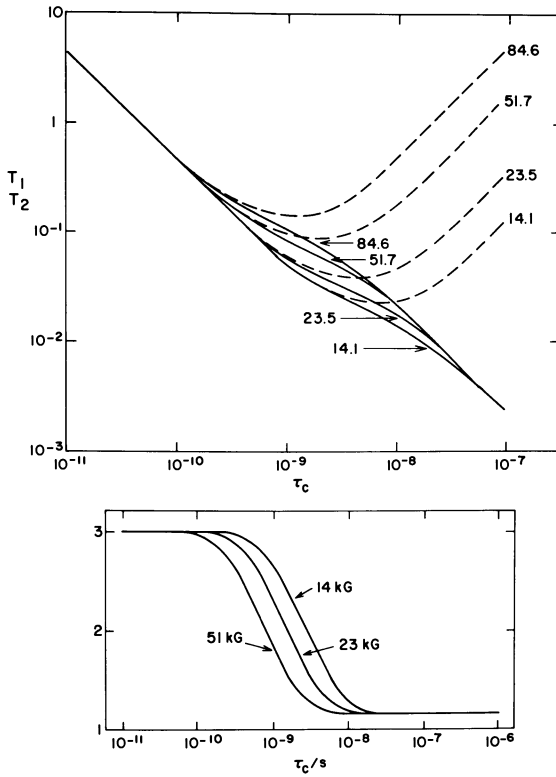 10
1
10⁻¹
10⁻²
10⁻³
T₁
T₂
84.6
51.7
23.5
14.1
84.6
51.7
23.5
14.1
10⁻¹¹ 10⁻¹⁰ 10⁻⁹ 10⁻⁸ 10⁻⁷
τc
3
2
1
14 kG
51 kG
23 kG
10⁻¹¹ 10⁻¹⁰ 10⁻⁹ 10⁻⁸ 10⁻⁷ 10⁻⁶
τc/s